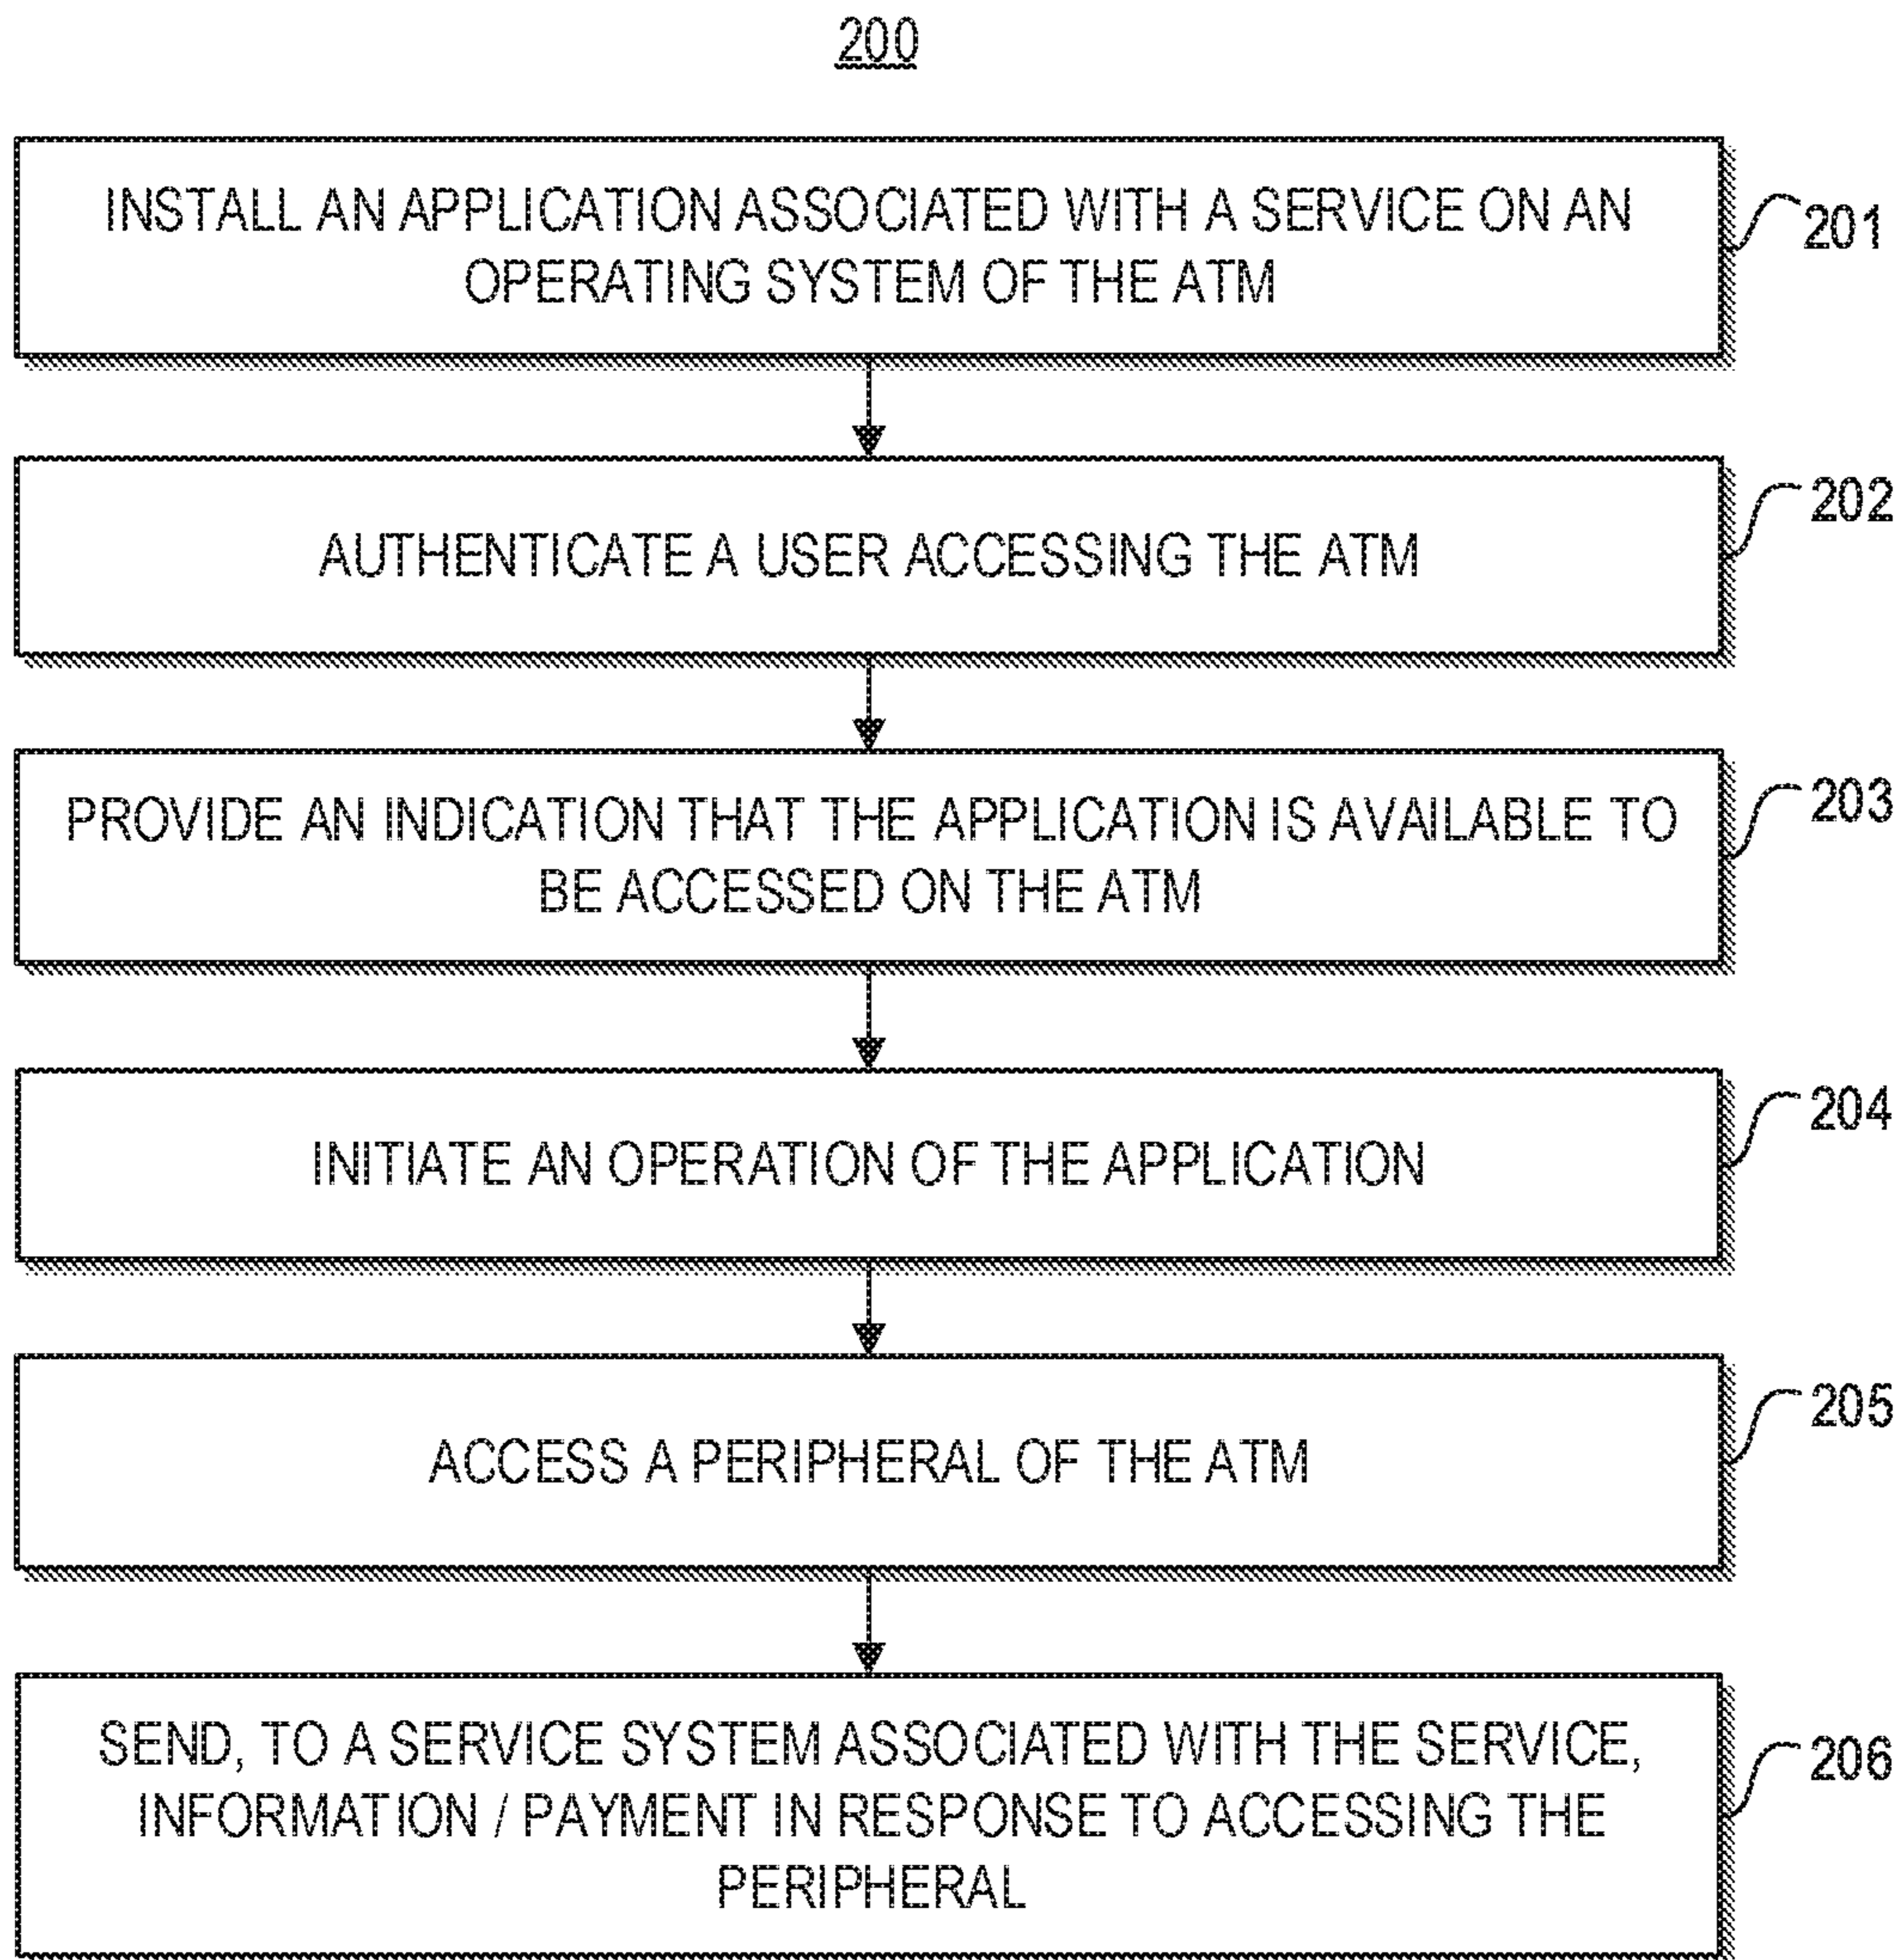 200
INSTALL AN APPLICATION ASSOCIATED WITH A SERVICE ON AN
OPERATING SYSTEM OF THE ATM
201
AUTHENTICATE A USER ACCESSING THE ATM
202
PROVIDE AN INDICATION THAT THE APPLICATION IS AVAILABLE TO
BE ACCESSED ON THE ATM
203
INITIATE AN OPERATION OF THE APPLICATION
204
ACCESS A PERIPHERAL OF THE ATM
205
SEND, TO A SERVICE SYSTEM ASSOCIATED WITH THE SERVICE,
INFORMATION / PAYMENT IN RESPONSE TO ACCESSING THE
PERIPHERAL
206